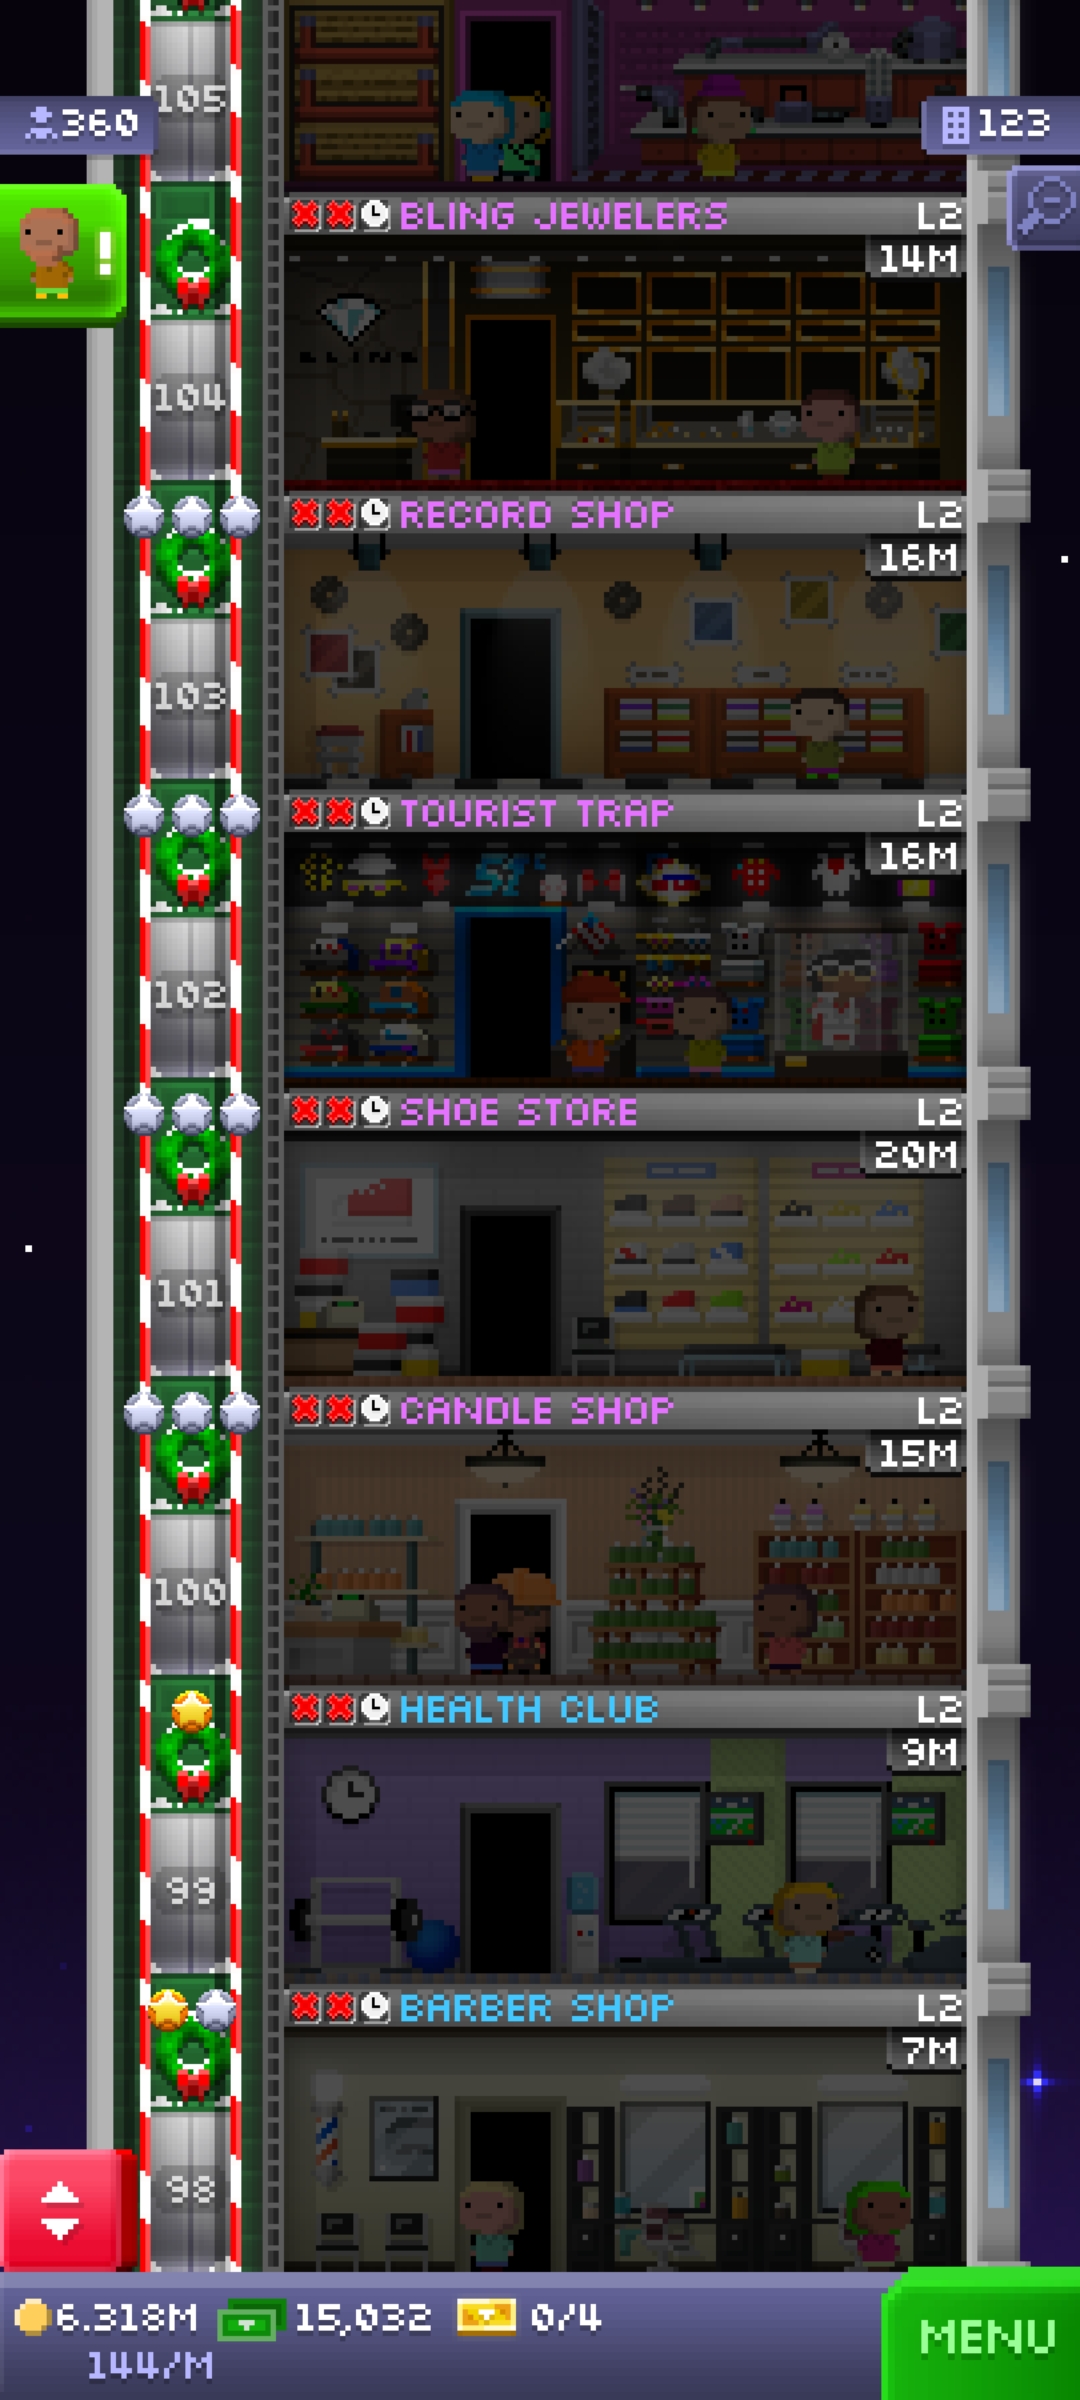 105
360
123
!
BLING JEWELERS L2
14M
BLING
104
RECORD SHOP L2
16M
103
TOURIST TRAP L2
16M
102
SHOE STORE L2
20M
101
CANDLE SHOP L2
15M
100
HEALTH CLUB L2
9M
99
BARBER SHOP L2
7M
98
6.318M 15,032 0/4
144/M
MENU